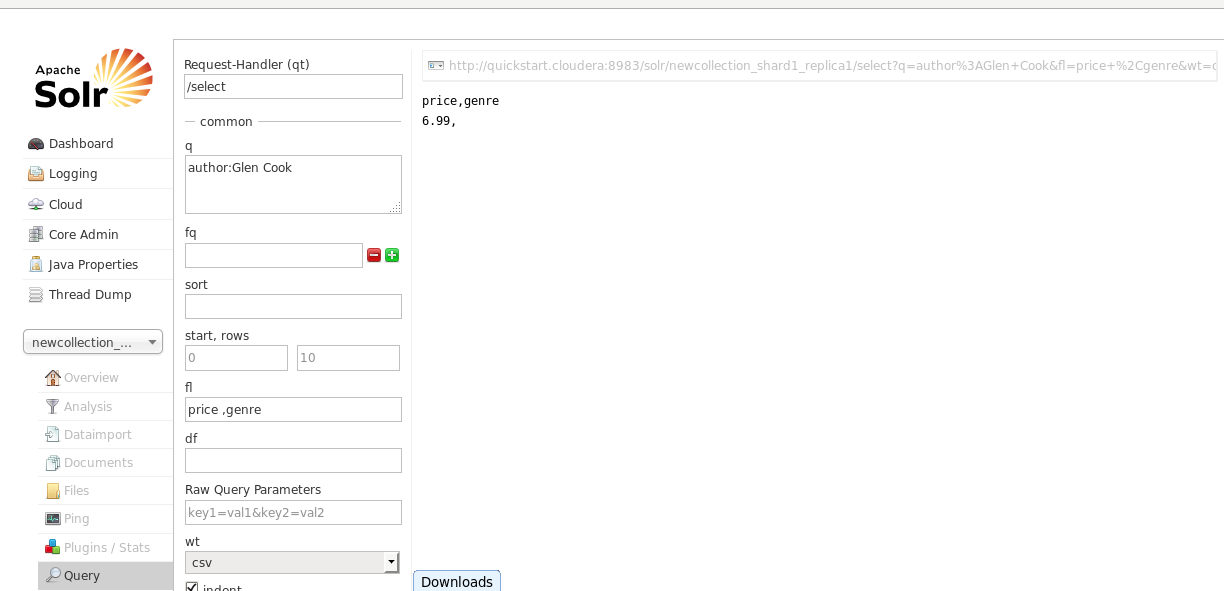 Apache
Solr
Dashboard
Logging
Cloud
Core Admin
Java Properties
Thread Dump
newcollection_...
Overview
Analysis
Dataimport
Documents
Files
Ping
Plugins / Stats
Query
Request-Handler (qt)
/select
common
q
author:Glen Cook
fq
sort
start, rows
0 10
fl
price ,genre
df
Raw Query Parameters
key1=val1&key2=val2
wt
csv
indent
http://quickstart.cloudera:8983/solr/newcollection_shard1_replica1/select?q=author%3AGlen+Cook&fl=price+%2Cgenre&wt=c
price,genre
6.99,
Downloads